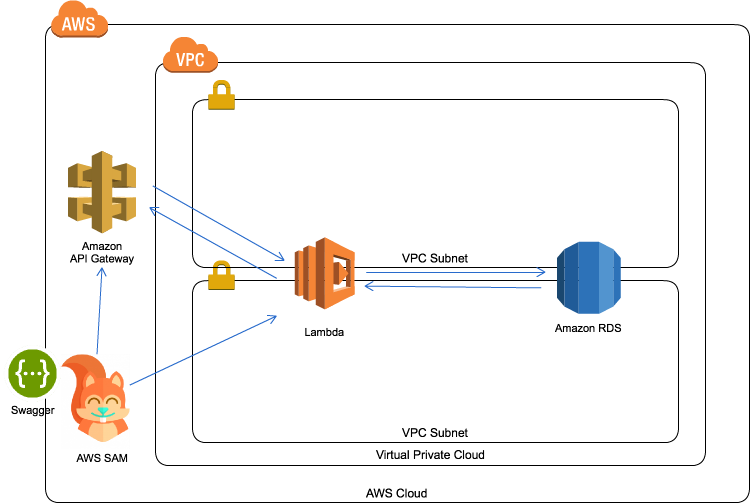 AWS
VPC
Amazon
API Gateway
VPC Subnet
Lambda
Amazon RDS
{···}
Swagger
AWS SAM
VPC Subnet
Virtual Private Cloud
AWS Cloud